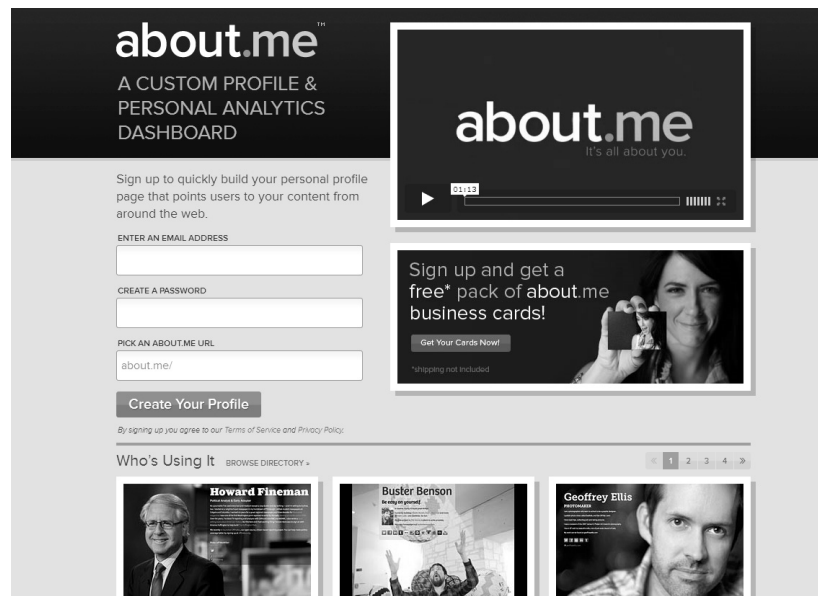 about.me™
A CUSTOM PROFILE &
PERSONAL ANALYTICS
DASHBOARD
about.me
It's all about you.
01:13
Sign up to quickly build your personal profile
page that points users to your content from
around the web.
ENTER AN EMAIL ADDRESS
CREATE A PASSWORD
PICK AN ABOUT.ME URL
about.me/
Create Your Profile
By signing up you agree to our Terms of Service and Privacy Policy.
Sign up and get a
free* pack of about.me
business cards!
Get Your Cards Now!
*shipping not included
Who's Using It BROWSE DIRECTORY »
« 1 2 3 4 »
Howard Fineman
Buster Benson
Be easy on yourself.
Geoffrey Ellis
PHOTOMAKER